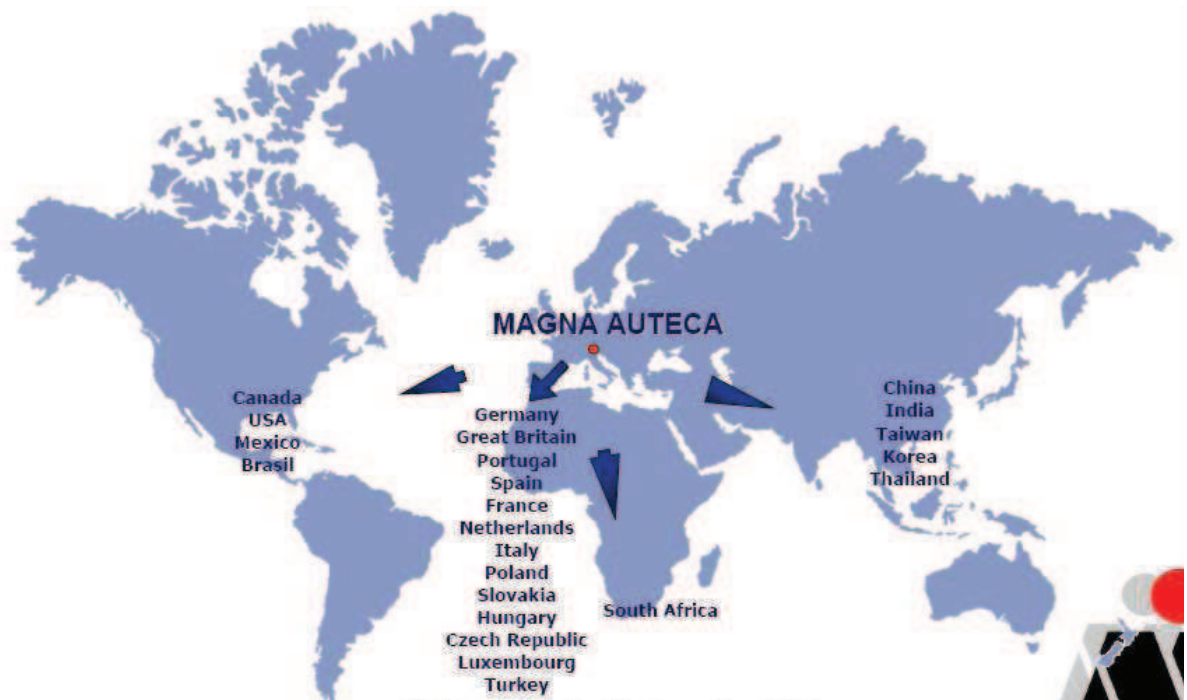 MAGNA AUTECA
Canada
USA
Mexico
Brasil
Germany
Great Britain
Portugal
Spain
France
Netherlands
Italy
Poland
Slovakia
Hungary
Czech Republic
Luxembourg
Turkey
South Africa
China
India
Taiwan
Korea
Thailand